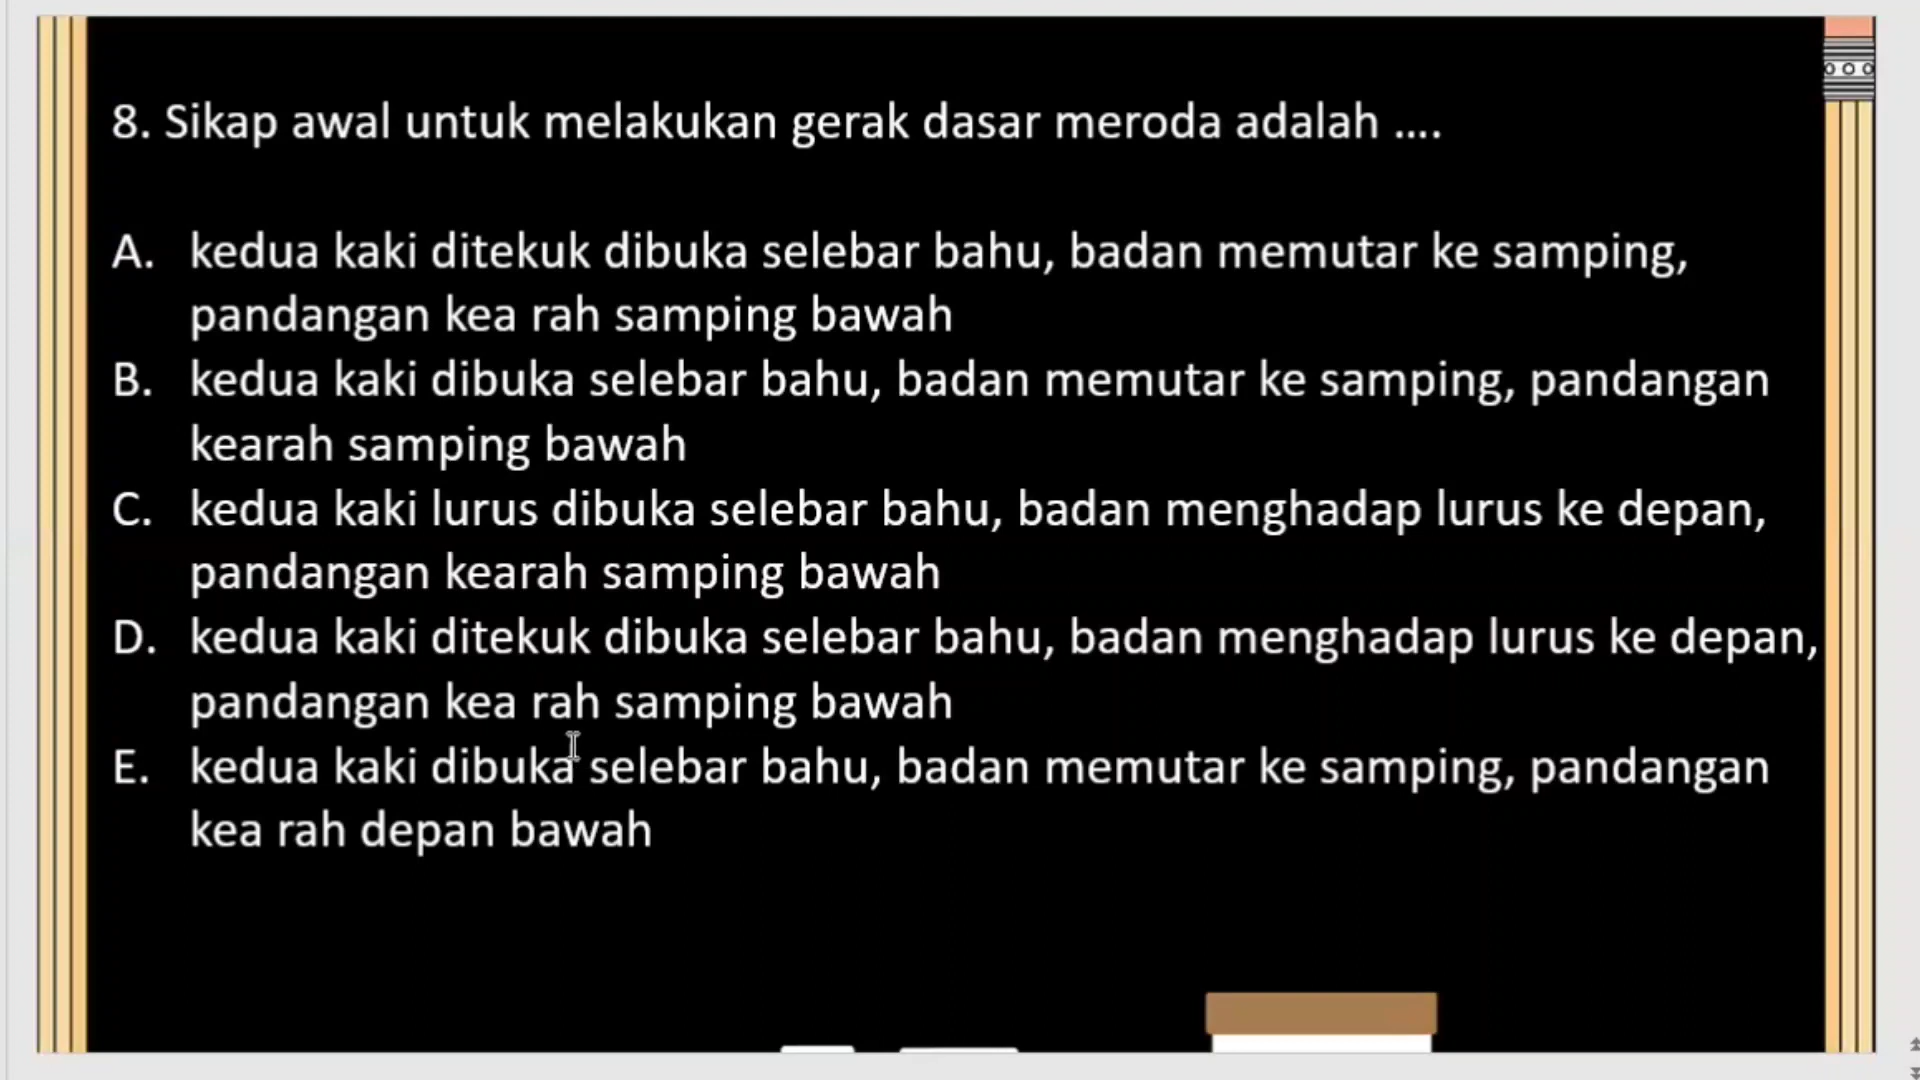 8. Sikap awal untuk melakukan gerak dasar meroda adalah ....
A. kedua kaki ditekuk dibuka selebar bahu, badan memutar ke samping,
pandangan kea rah samping bawah
B. kedua kaki dibuka selebar bahu, badan memutar ke samping, pandangan
kearah samping bawah
C. kedua kaki lurus dibuka selebar bahu, badan menghadap lurus ke depan,
pandangan kearah samping bawah
D. kedua kaki ditekuk dibuka selebar bahu, badan menghadap lurus ke depan,
pandangan kea rah samping bawah
E. kedua kaki dibuka selebar bahu, badan memutar ke samping, pandangan
kea rah depan bawah